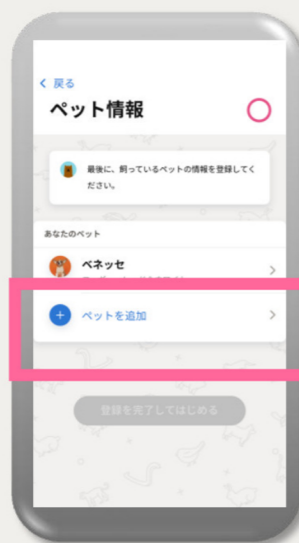 戻る
ペット情報
最後に、飼っているペットの情報を登録してく
ださい。
あなたのペット
ベネッセ
ペットを追加
登録を完了してはじめる